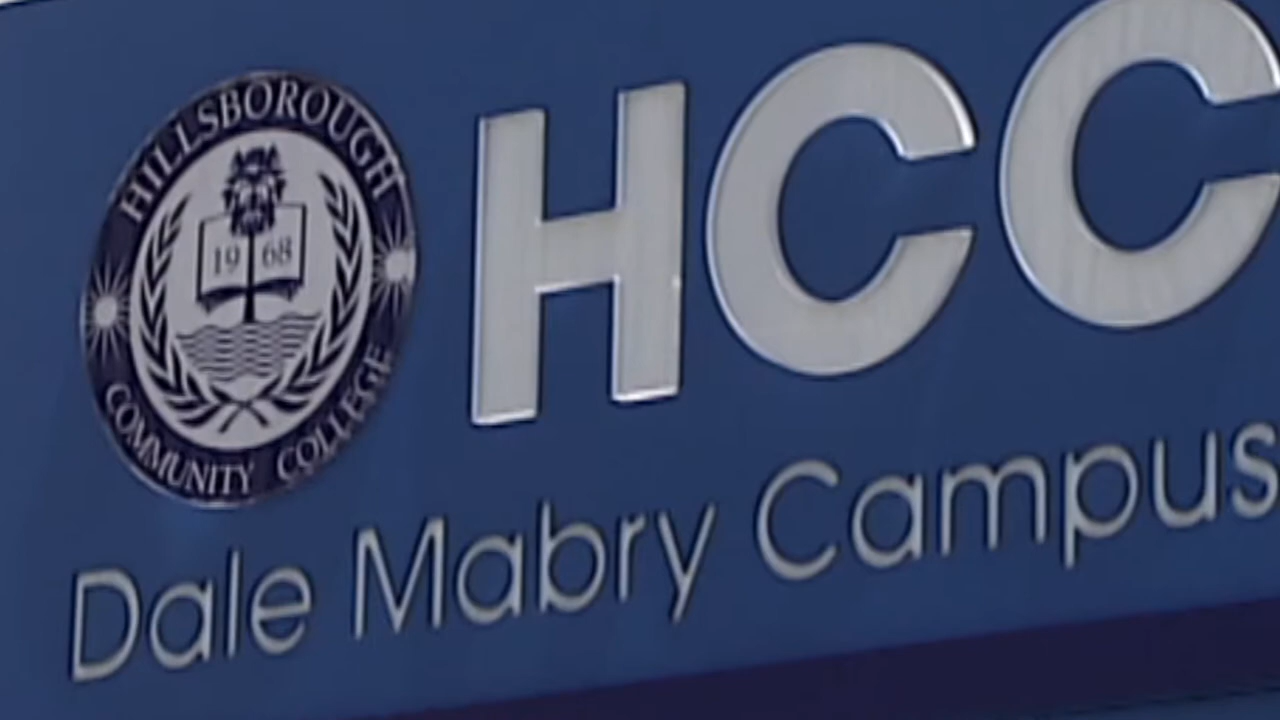 HILLSBOROUGH
19 68
COMMUNITY COLLEGE
HCC
Dale Mabry Campus